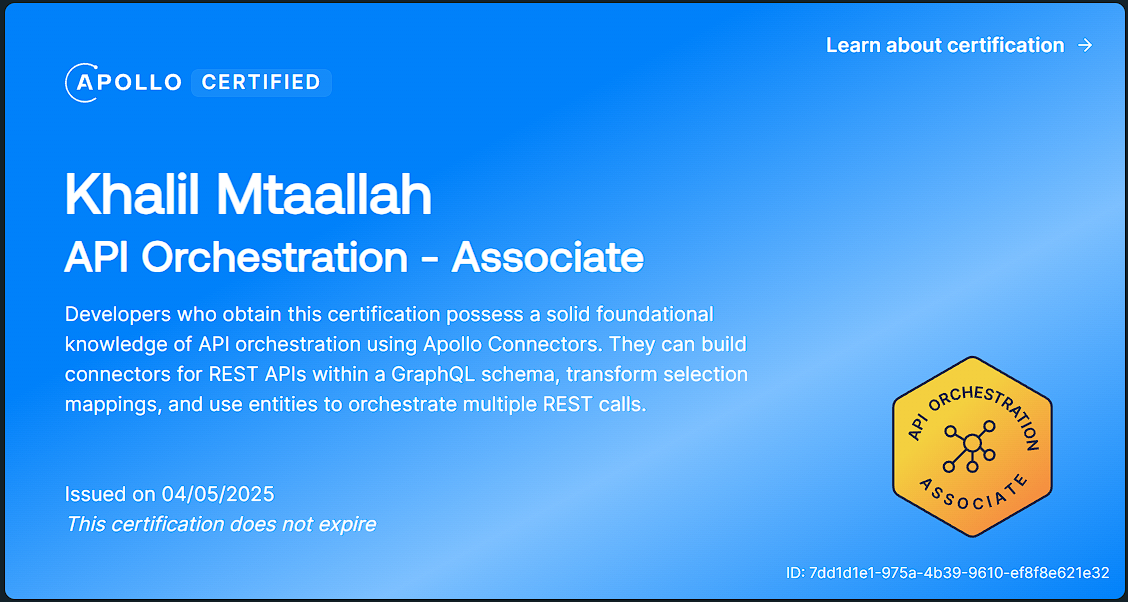 Learn about certification →
APOLLO CERTIFIED
Khalil Mtaallah
API Orchestration - Associate
Developers who obtain this certification possess a solid foundational
knowledge of API orchestration using Apollo Connectors. They can build
connectors for REST APIs within a GraphQL schema, transform selection
mappings, and use entities to orchestrate multiple REST calls.
Issued on 04/05/2025
This certification does not expire
API ORCHESTRATION
ASSOCIATE
ID: 7dd1d1e1-975a-4b39-9610-ef8f8e621e32